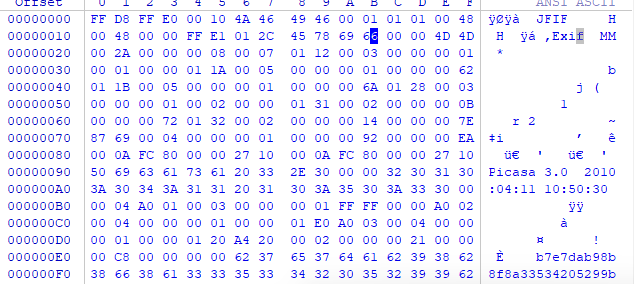 Offset 0 1 2 3 4 5 6 7 8 9 A B C D E F ANSI ASCII
00000000 FF D8 FF E0 00 10 4A 46 49 46 00 01 01 01 00 48 ÿØÿà JFIF H
00000010 00 48 00 00 FF E1 01 2C 45 78 69 66 00 00 4D 4D H ÿá ,Exif MM
00000020 00 2A 00 00 00 08 00 07 01 12 00 03 00 00 00 01 *
00000030 00 01 00 00 01 1A 00 05 00 00 00 01 00 00 00 62 b
00000040 01 1B 00 05 00 00 00 01 00 00 00 6A 01 28 00 03 j (
00000050 00 00 00 01 00 02 00 00 01 31 00 02 00 00 00 0B 1
00000060 00 00 00 72 01 32 00 02 00 00 00 14 00 00 00 7E r 2 ~
00000070 87 69 00 04 00 00 00 01 00 00 00 92 00 00 00 EA ‡i ’ ê
00000080 00 0A FC 80 00 00 27 10 00 0A FC 80 00 00 27 10 ü€ ' ü€ '
00000090 50 69 63 61 73 61 20 33 2E 30 00 00 32 30 31 30 Picasa 3.0 2010
000000A0 3A 30 34 3A 31 31 20 31 30 3A 35 30 3A 33 30 00 :04:11 10:50:30
000000B0 00 04 A0 01 00 03 00 00 00 01 FF FF 00 00 A0 02 ÿÿ
000000C0 00 04 00 00 00 01 00 00 01 E0 A0 03 00 04 00 00 à
000000D0 00 01 00 00 01 20 A4 20 00 02 00 00 00 21 00 00 ¤ !
000000E0 00 C8 00 00 00 00 62 37 65 37 64 61 62 39 38 62 È b7e7dab98b
000000F0 38 66 38 61 33 33 35 33 34 32 30 35 32 39 39 62 8f8a33534205299b